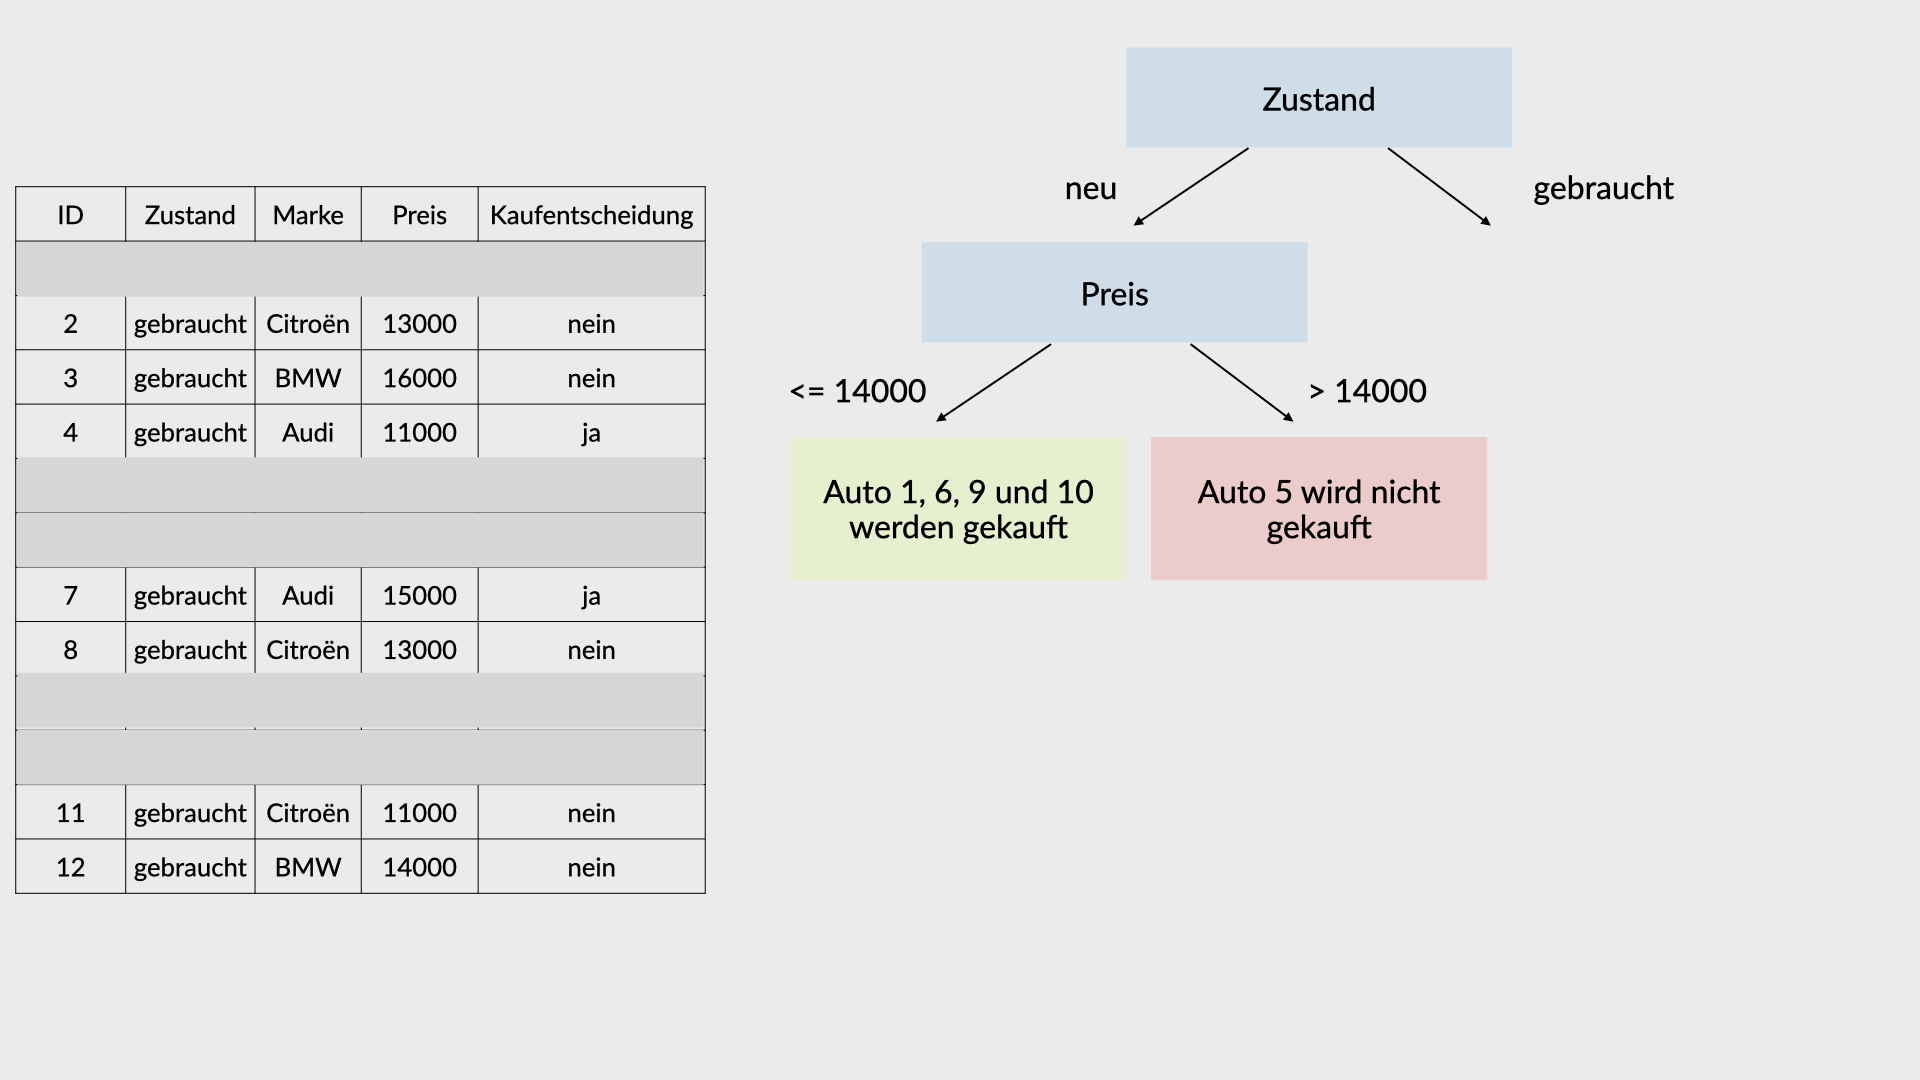 ID Zustand Marke Preis Kaufentscheidung
2 gebraucht Citroën 13000 nein
3 gebraucht BMW 16000 nein
4 gebraucht Audi 11000 ja
7 gebraucht Audi 15000 ja
8 gebraucht Citroën 13000 nein
11 gebraucht Citroën 11000 nein
12 gebraucht BMW 14000 nein
Zustand
neu
gebraucht
Preis
<= 14000
> 14000
Auto 1, 6, 9 und 10
werden gekauft
Auto 5 wird nicht
gekauft